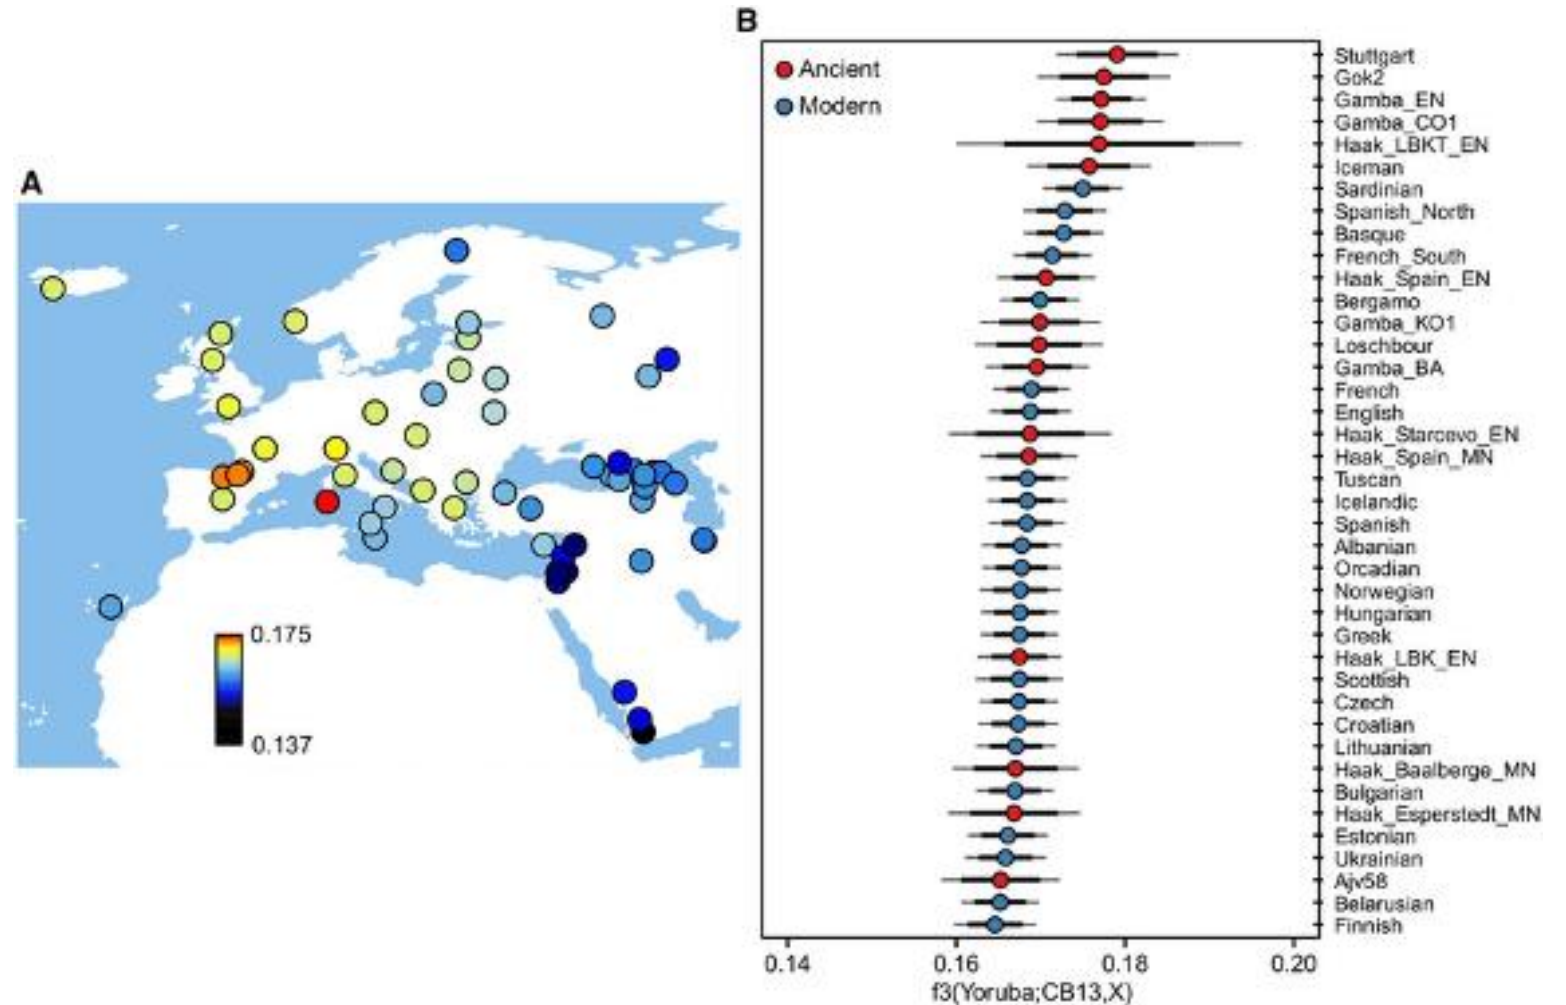 A
0.175
0.137
B
Ancient
Modern
Stuttgart
Gok2
Gamba_EN
Gamba_CO1
Haak_LBKT_EN
Iceman
Sardinian
Spanish_North
Basque
French_South
Haak_Spain_EN
Bergamo
Gamba_KO1
Loschbour
Gamba_BA
French
English
Haak_Starcevo_EN
Haak_Spain_MN
Tuscan
Icelandic
Spanish
Albanian
Orcadian
Norwegian
Hungarian
Greek
Haak_LBK_EN
Scottish
Czech
Croatian
Lithuanian
Haak_Baalberge_MN
Bulgarian
Haak_Esperstedt_MN
Estonian
Ukrainian
Ajv58
Belarusian
Finnish
0.14 0.16 0.18 0.20
f3(Yoruba;CB13,X)